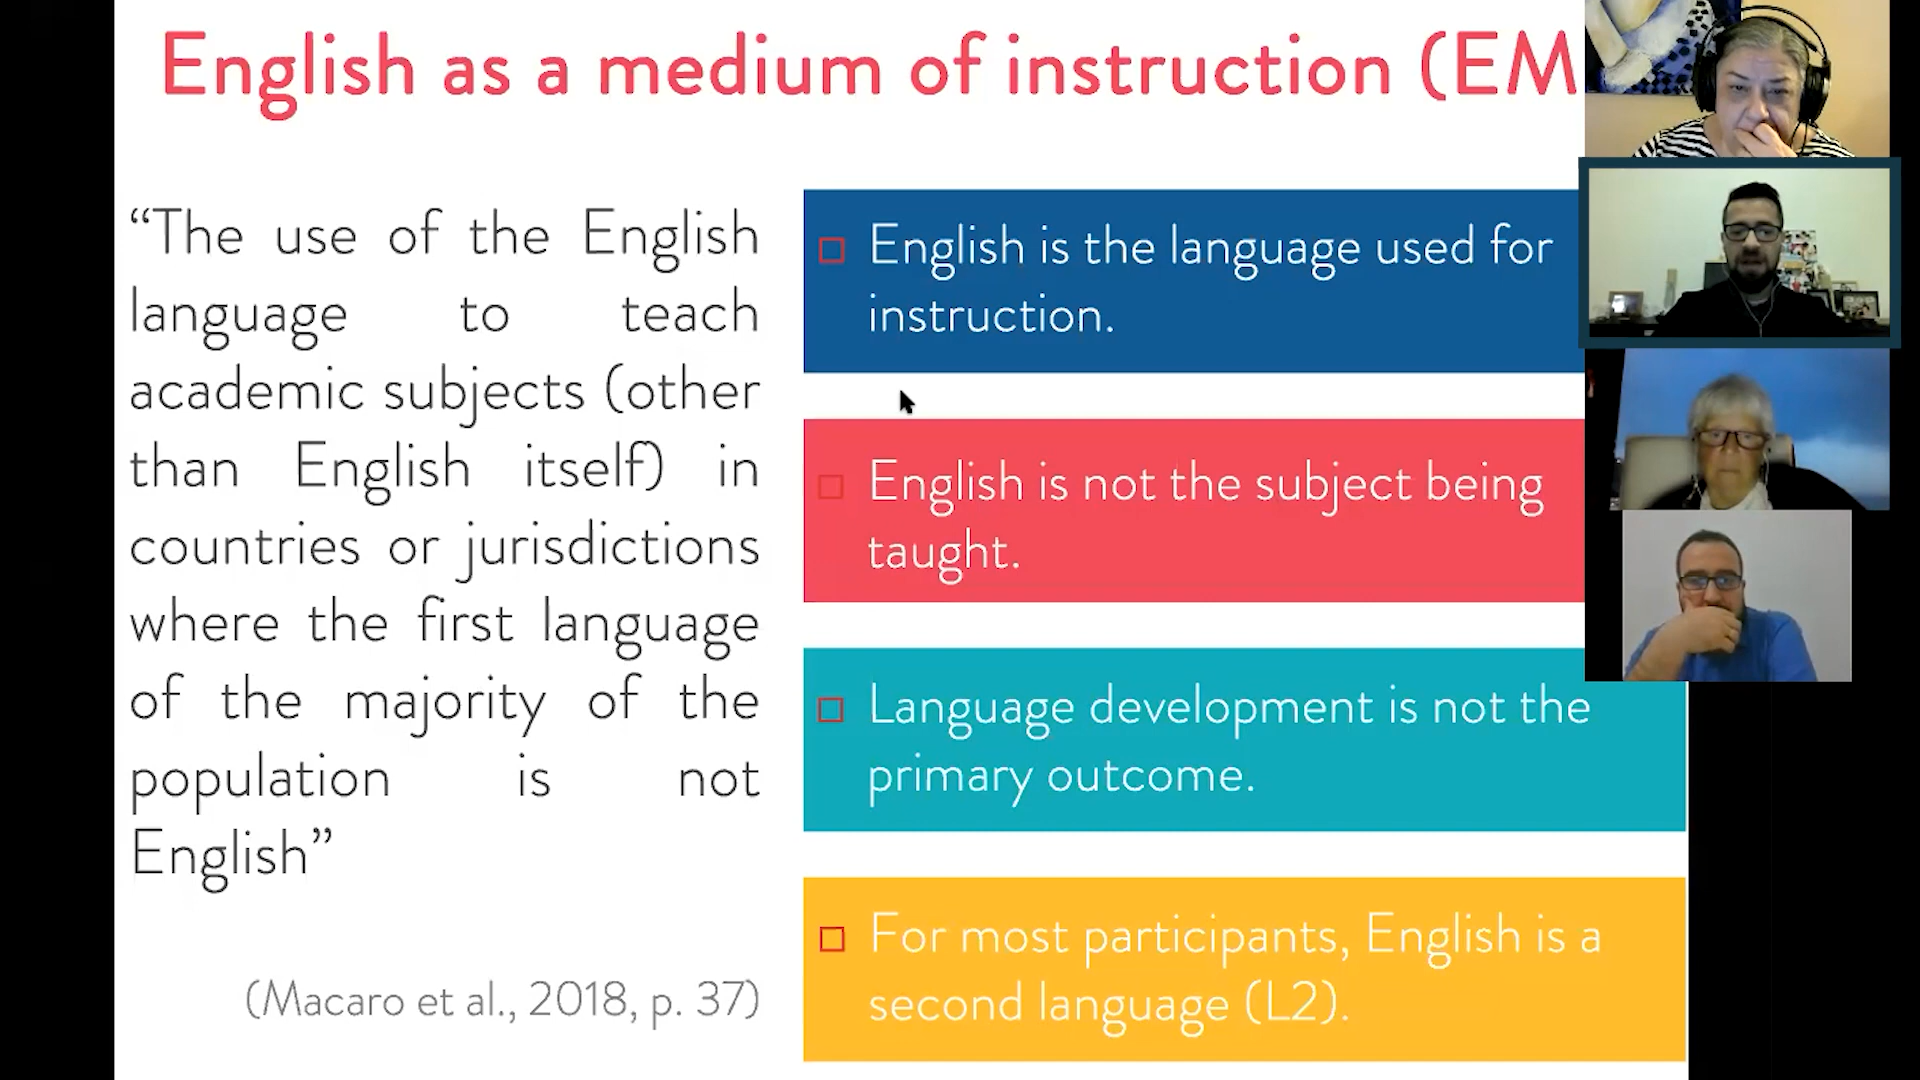 English as a medium of instruction (EM
“The use of the English
language to teach
academic subjects (other
than English itself) in
countries or jurisdictions
where the first language
of the majority of the
population is not
English”
(Macaro et al., 2018, p. 37)
English is the language used for
instruction.
English is not the subject being
taught.
Language development is not the
primary outcome.
For most participants, English is a
second language (L2).